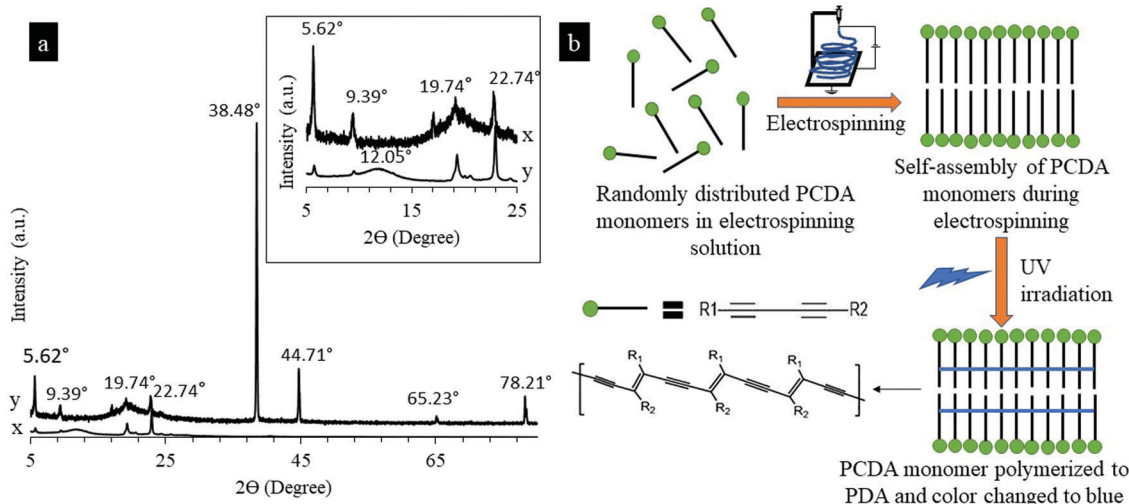 a
Intensity (a.u.)
5.62°
9.39°
19.74°
22.74°
38.48°
44.71°
65.23°
78.21°
y
x
5
25
45
65
2Θ (Degree)
Intensity (a.u.)
5.62°
9.39°
19.74°
22.74°
12.05°
x
y
5
15
25
2Θ (Degree)
b
Randomly distributed PCDA
monomers in electrospinning
solution
Electrospinning
Self-assembly of PCDA
monomers during
electrospinning
UV
irradiation
R1
R2
R1
R1
R1
R2
R2
R2
PCDA monomer polymerized to
PDA and color changed to blue